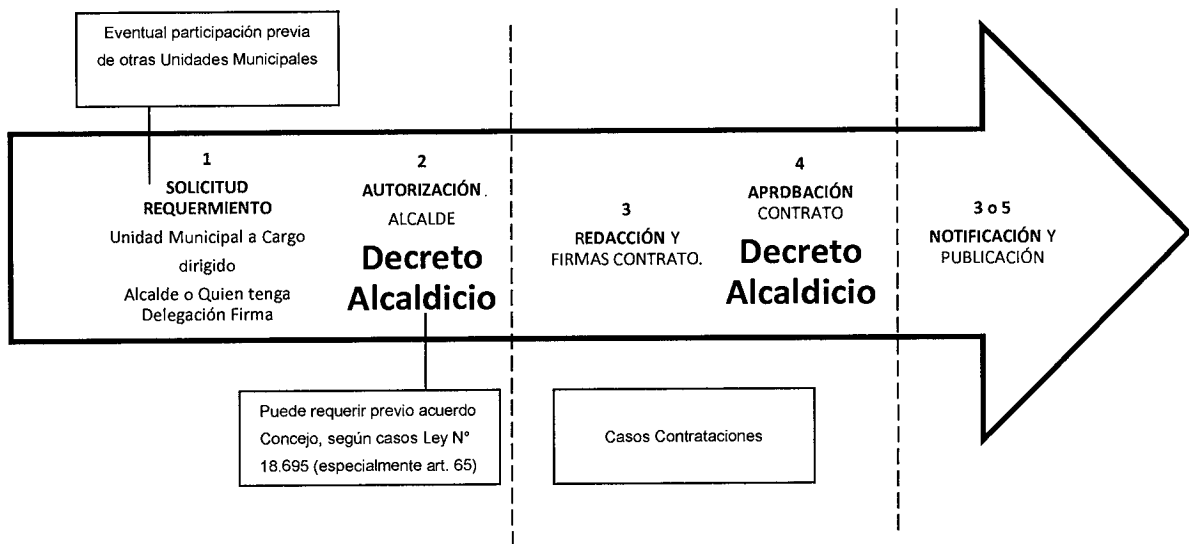 Eventual participación previa
de otras Unidades Municipales
1
SOLICITUD
REQUERMIENTO
Unidad Municipal a Cargo
dirigido
Alcalde o Quien tenga
Delegación Firma
2
AUTORIZACIÓN.
ALCALDE
Decreto
Alcaldicio
Puede requerir previo acuerdo
Concejo, según casos Ley N°
18.695 (especialmente art. 65)
3
REDACCIÓN Y
FIRMAS CONTRATO.
4
APRDBACIÓN
CONTRATO
Decreto
Alcaldicio
Casos Contrataciones
3 o 5
NOTIFICACIÓN Y
PUBLICACIÓN